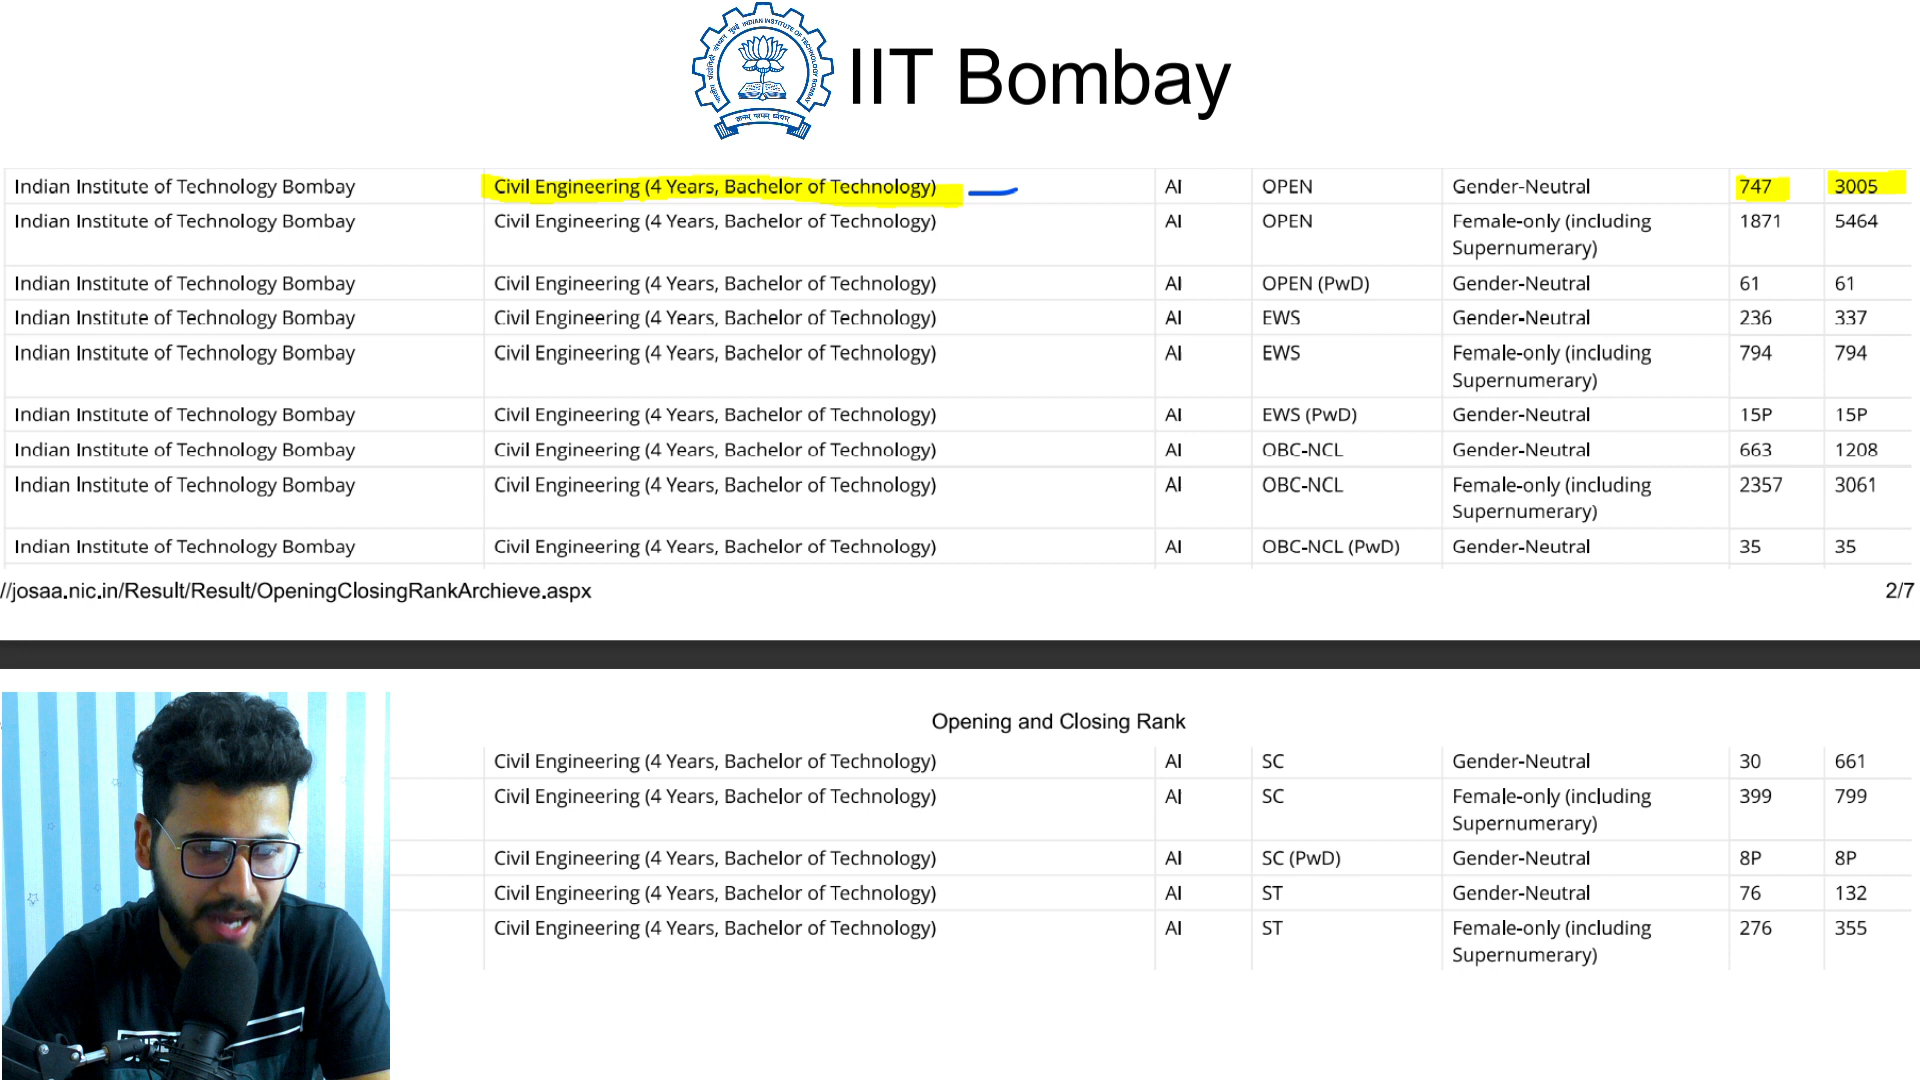 IIT Bombay
INDIAN INSTITUTE OF TECHNOLOGY BOMBAY
ज्ञानम् परमम् ध्येयम्
Indian Institute of Technology Bombay Civil Engineering (4 Years, Bachelor of Technology) AI OPEN Gender-Neutral 747 3005
Indian Institute of Technology Bombay Civil Engineering (4 Years, Bachelor of Technology) AI OPEN Female-only (including 1871 5464
Supernumerary)
Indian Institute of Technology Bombay Civil Engineering (4 Years, Bachelor of Technology) AI OPEN (PwD) Gender-Neutral 61 61
Indian Institute of Technology Bombay Civil Engineering (4 Years, Bachelor of Technology) AI EWS Gender-Neutral 236 337
Indian Institute of Technology Bombay Civil Engineering (4 Years, Bachelor of Technology) AI EWS Female-only (including 794 794
Supernumerary)
Indian Institute of Technology Bombay Civil Engineering (4 Years, Bachelor of Technology) AI EWS (PwD) Gender-Neutral 15P 15P
Indian Institute of Technology Bombay Civil Engineering (4 Years, Bachelor of Technology) AI OBC-NCL Gender-Neutral 663 1208
Indian Institute of Technology Bombay Civil Engineering (4 Years, Bachelor of Technology) AI OBC-NCL Female-only (including 2357 3061
Supernumerary)
Indian Institute of Technology Bombay Civil Engineering (4 Years, Bachelor of Technology) AI OBC-NCL (PwD) Gender-Neutral 35 35
//josaa.nic.in/Result/Result/OpeningClosingRankArchieve.aspx 2/7
Opening and Closing Rank
Civil Engineering (4 Years, Bachelor of Technology) AI SC Gender-Neutral 30 661
Civil Engineering (4 Years, Bachelor of Technology) AI SC Female-only (including 399 799
Supernumerary)
Civil Engineering (4 Years, Bachelor of Technology) AI SC (PwD) Gender-Neutral 8P 8P
Civil Engineering (4 Years, Bachelor of Technology) AI ST Gender-Neutral 76 132
Civil Engineering (4 Years, Bachelor of Technology) AI ST Female-only (including 276 355
Supernumerary)